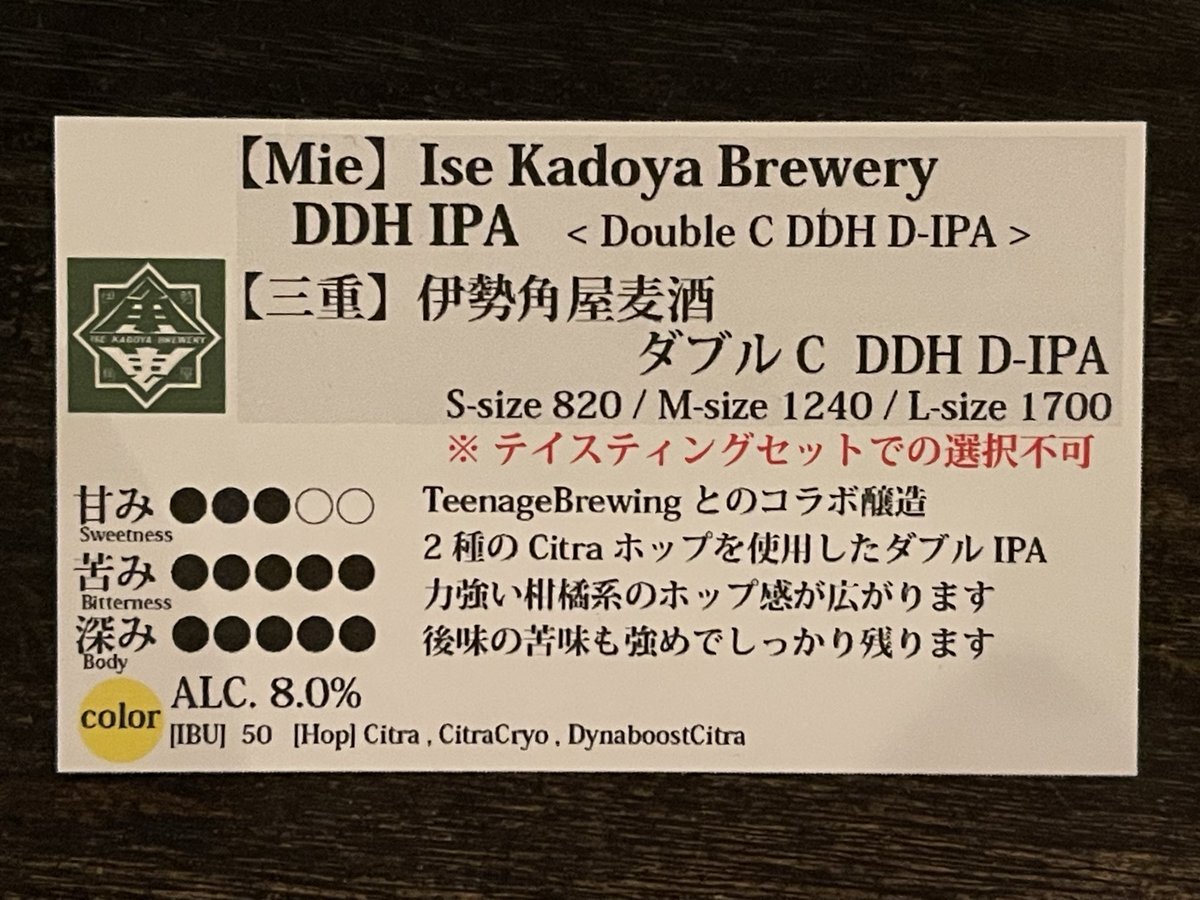 【Mie】Ise Kadoya Brewery
DDH IPA < Double C DDH D-IPA >
【三重】伊勢角屋麦酒
ISE KADOYA BREWERY
ダブル C DDH D-IPA
S-size 820 / M-size 1240 / L-size 1700
※ テイスティングセットでの選択不可
甘み ●●●○○
Sweetness
苦み ●●●●●
Bitterness
深み ●●●●●
Body
TeenageBrewing とのコラボ醸造
2 種の Citra ホップを使用したダブル IPA
力強い柑橘系のホップ感が広がります
後味の苦味も強めでしっかり残ります
color
ALC. 8.0%
[IBU] 50 [Hop] Citra , CitraCryo , DynaboostCitra